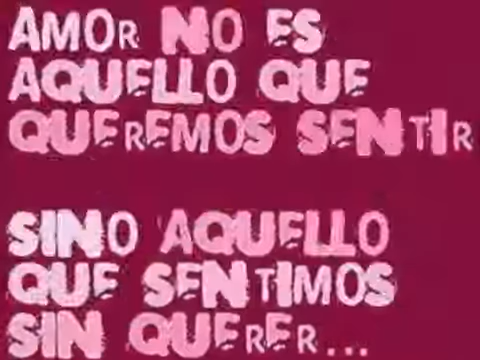 AMOR NO ES
AQUELLO QUE
QUEREMOS SENTIR
SINO AQUELLO
QUE SENTIMOS
SIN QUERER...